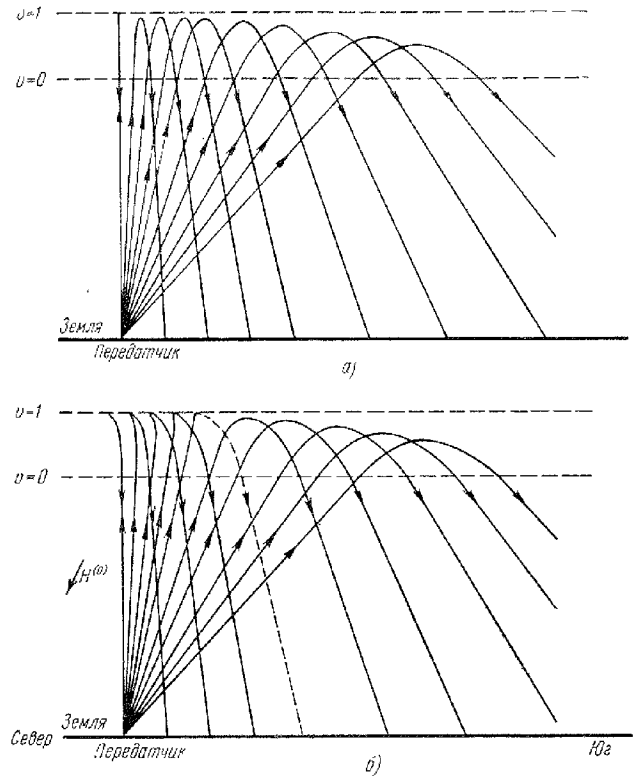 υ=1
υ=0
Земля
Передатчик
а)
υ=1
υ=0
H⁽⁰⁾
Земля
Север
Передатчик
Юг
б)